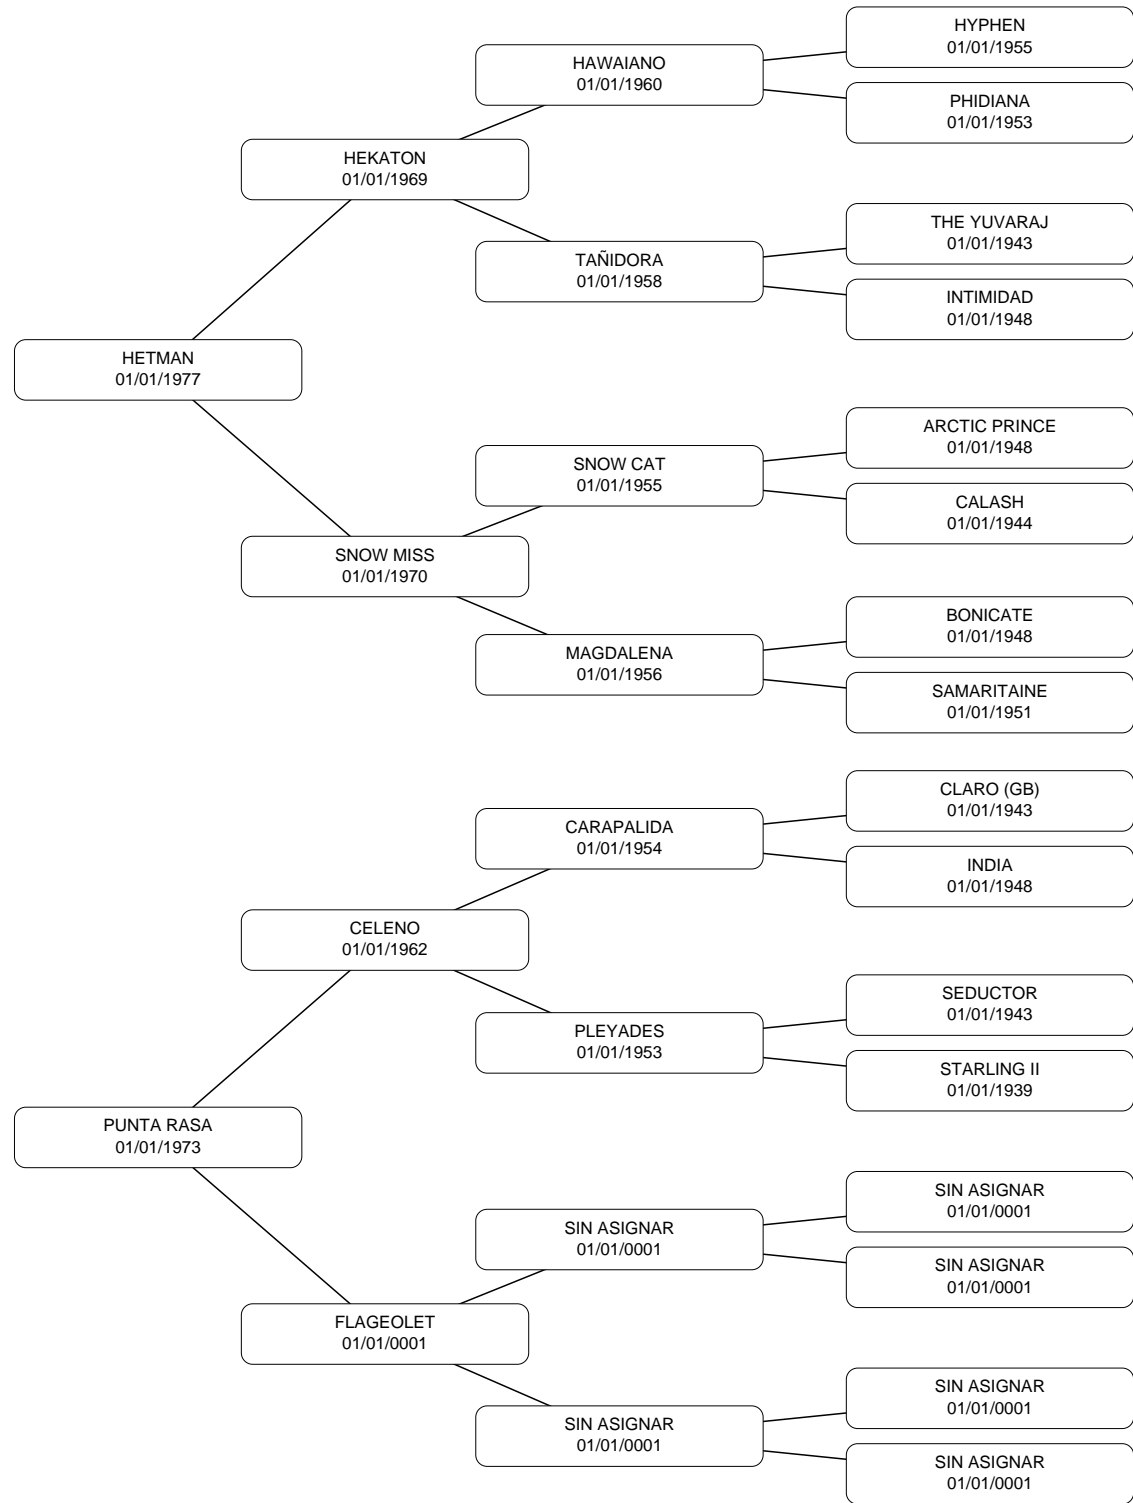 HYPHEN
01/01/1955
HAWAIANO
01/01/1960
PHIDIANA
01/01/1953
HEKATON
01/01/1969
THE YUVARAJ
01/01/1943
TAÑIDORA
01/01/1958
INTIMIDAD
01/01/1948
HETMAN
01/01/1977
ARCTIC PRINCE
01/01/1948
SNOW CAT
01/01/1955
CALASH
01/01/1944
SNOW MISS
01/01/1970
BONICATE
01/01/1948
MAGDALENA
01/01/1956
SAMARITAINE
01/01/1951
CLARO (GB)
01/01/1943
CARAPALIDA
01/01/1954
INDIA
01/01/1948
CELENO
01/01/1962
SEDUCTOR
01/01/1943
PLEYADES
01/01/1953
STARLING II
01/01/1939
PUNTA RASA
01/01/1973
SIN ASIGNAR
01/01/0001
SIN ASIGNAR
01/01/0001
SIN ASIGNAR
01/01/0001
FLAGEOLET
01/01/0001
SIN ASIGNAR
01/01/0001
SIN ASIGNAR
01/01/0001
SIN ASIGNAR
01/01/0001